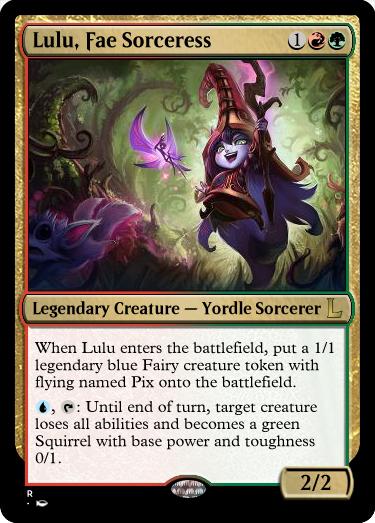 Lulu, Fae Sorceress 1
Legendary Creature — Yordle Sorcerer L
When Lulu enters the battlefield, put a 1/1
legendary blue Fairy creature token with
flying named Pix onto the battlefield.
, : Until end of turn, target creature
loses all abilities and becomes a green
Squirrel with base power and toughness
0/1.
2/2
R